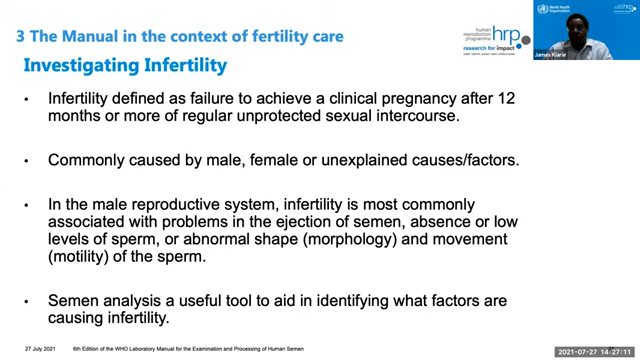 3 The Manual in the context of fertility care
human
reproduction
programme
hrp
research for impact
World Health
Organization
hrp
James Kiarie
Investigating Infertility
• Infertility defined as failure to achieve a clinical pregnancy after 12
months or more of regular unprotected sexual intercourse.
• Commonly caused by male, female or unexplained causes/factors.
• In the male reproductive system, infertility is most commonly
associated with problems in the ejection of semen, absence or low
levels of sperm, or abnormal shape (morphology) and movement
(motility) of the sperm.
• Semen analysis a useful tool to aid in identifying what factors are
causing infertility.
27 July 2021 6th Edition of the WHO Laboratory Manual for the Examination and Processing of Human Semen
2021-07-27 14:27:11